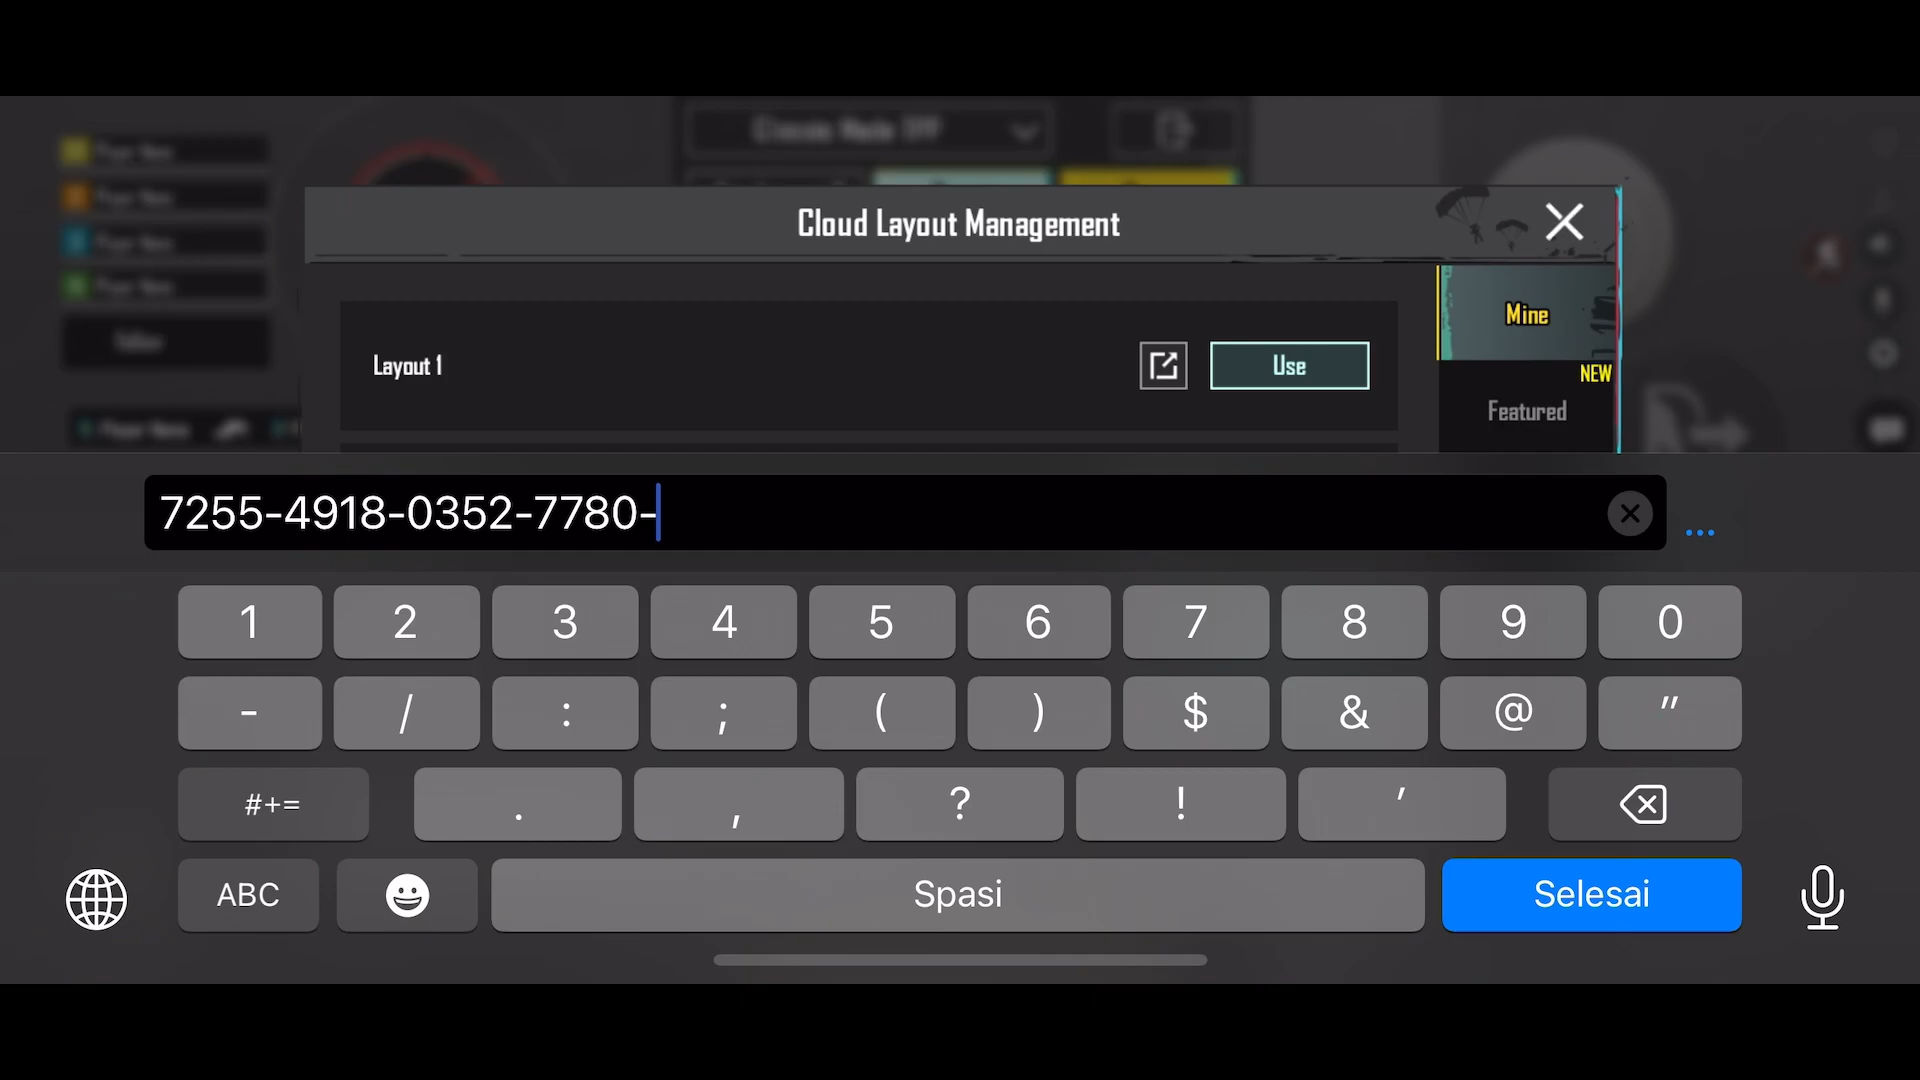 Cloud Layout Management
Mine
Layout 1
Use
NEW
Featured
7255-4918-0352-7780-
...
1 2 3 4 5 6 7 8 9 0
- / : ; ( ) $ & @ "
#+= . , ? ! '
ABC Spasi Selesai